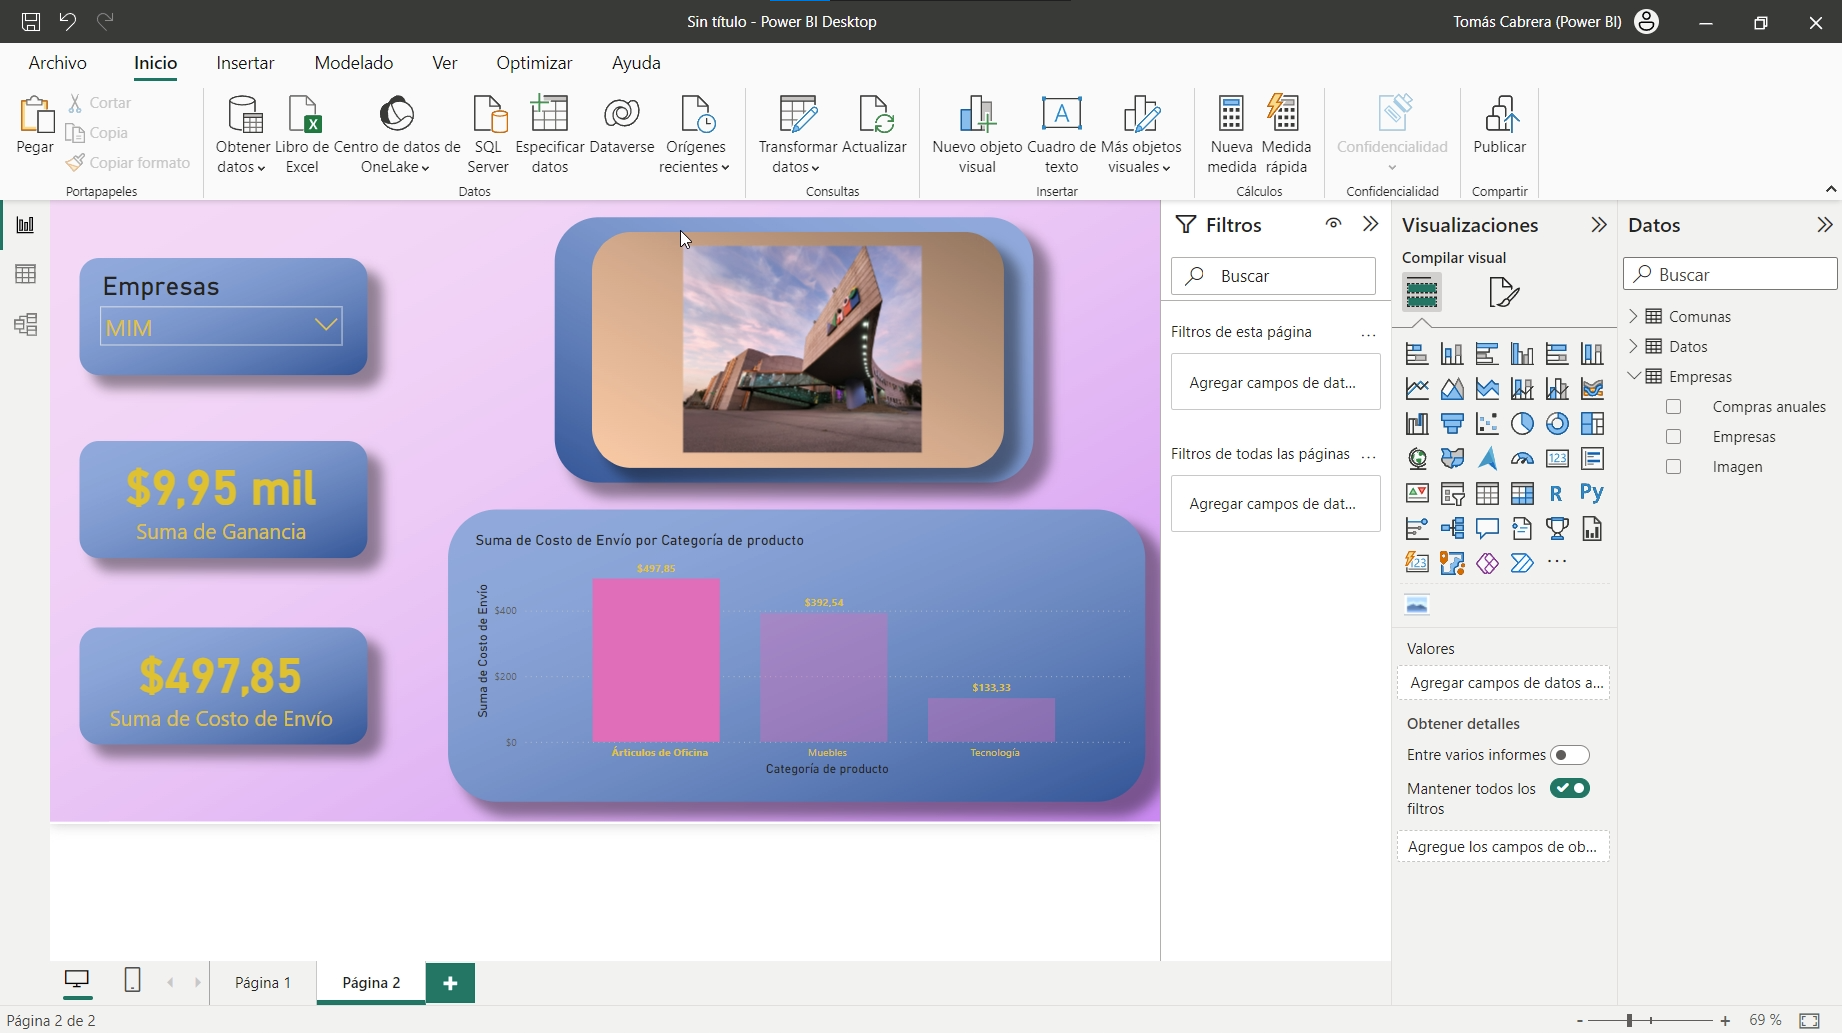 Sin título - Power BI Desktop
Tomás Cabrera (Power BI)
Archivo
Inicio
Insertar
Modelado
Ver
Optimizar
Ayuda
Pegar
Cortar
Copia
Copiar formato
Portapapeles
Obtener datos
Libro de Excel
Centro de datos de OneLake
SQL Server
Especificar datos
Dataverse
Orígenes recientes
Datos
Transformar datos
Actualizar
Consultas
Nuevo objeto visual
Cuadro de texto
Más objetos visuales
Insertar
Nueva medida
Medida rápida
Cálculos
Confidencialidad
Confidencialidad
Publicar
Compartir
Empresas
MIM
$9,95 mil
Suma de Ganancia
$497,85
Suma de Costo de Envío
Suma de Costo de Envío por Categoría de producto
Suma de Costo de Envío
$400
$200
$0
$497,85
$392,54
$133,33
Árticulos de Oficina
Muebles
Tecnología
Categoría de producto
Filtros
Buscar
Filtros de esta página
...
Agregar campos de dat...
Filtros de todas las páginas
...
Agregar campos de dat...
Visualizaciones
Compilar visual
123
R
Py
123
...
Valores
Agregar campos de datos a...
Obtener detalles
Entre varios informes
Mantener todos los filtros
Agregue los campos de ob...
Datos
Buscar
Comunas
Datos
Empresas
Compras anuales
Empresas
Imagen
Página 1
Página 2
+
Página 2 de 2
-
+
69 %